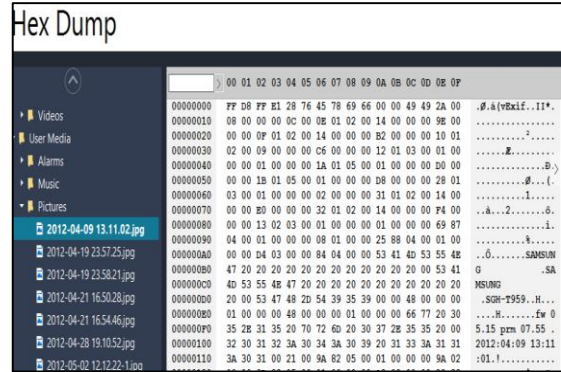 Hex Dump
00 01 02 03 04 05 06 07 08 09 0A 0B 0C 0D 0E 0F
Videos
User Media
Alarms
Music
Pictures
2012-04-09 13.11.02.jpg
2012-04-19 23.57.25.jpg
2012-04-19 23.58.21.jpg
2012-04-21 16.50.28.jpg
2012-04-21 16.54.46.jpg
2012-04-28 19.10.52.jpg
2012-05-02 12.12.22-1.jpg
00000000 FF D8 FF E1 28 76 45 78 69 66 00 00 49 49 2A 00 .Ø.á(vExif..II*.
00000010 08 00 00 00 0C 00 0E 01 02 00 14 00 00 00 9E 00 ................
00000020 00 00 0F 01 02 00 14 00 00 00 B2 00 00 00 10 01 ..........².....
00000030 02 00 09 00 00 00 C6 00 00 00 12 01 03 00 01 00 ......Æ.........
00000040 00 00 01 00 00 00 1A 01 05 00 01 00 00 00 D0 00 ..............Ð.
00000050 00 00 1B 01 05 00 01 00 00 00 D8 00 00 00 28 01 ..........Ø...(.
00000060 03 00 01 00 00 00 02 00 00 00 31 01 02 00 14 00 ..........1.....
00000070 00 00 E0 00 00 00 32 01 02 00 14 00 00 00 F4 00 ..à...2.......ô.
00000080 00 00 13 02 03 00 01 00 00 00 01 00 00 00 69 87 ..............i.
00000090 04 00 01 00 00 00 08 01 00 00 25 88 04 00 01 00 ..........%.....
000000A0 00 00 D4 03 00 00 84 04 00 00 53 41 4D 53 55 4E ..Ô.......SAMSUN
000000B0 47 20 20 20 20 20 20 20 20 20 20 20 20 00 53 41 G .SA
000000C0 4D 53 55 4E 47 20 20 20 20 20 20 20 20 20 20 20 MSUNG
000000D0 20 00 53 47 48 2D 54 39 35 39 00 00 48 00 00 00 .SGH-T959..H...
000000E0 01 00 00 00 48 00 00 00 01 00 00 00 66 77 20 30 ....H.......fw 0
000000F0 35 2E 31 35 20 70 72 6D 20 30 37 2E 35 35 20 00 5.15 prm 07.55 .
00000100 32 30 31 32 3A 30 34 3A 30 39 20 31 33 3A 31 31 2012:04:09 13:11
00000110 3A 30 31 00 21 00 9A 82 05 00 01 00 00 00 9A 02 :01.!...........